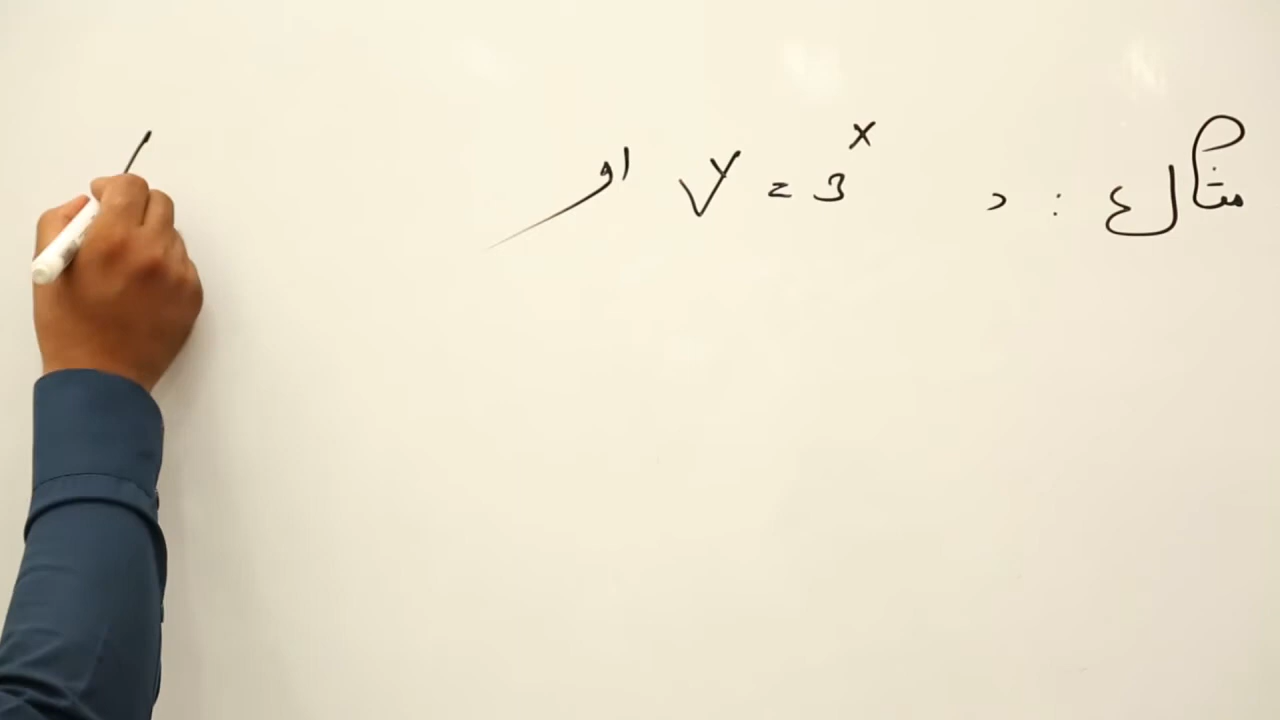 مثال ع : د y = 3^x او